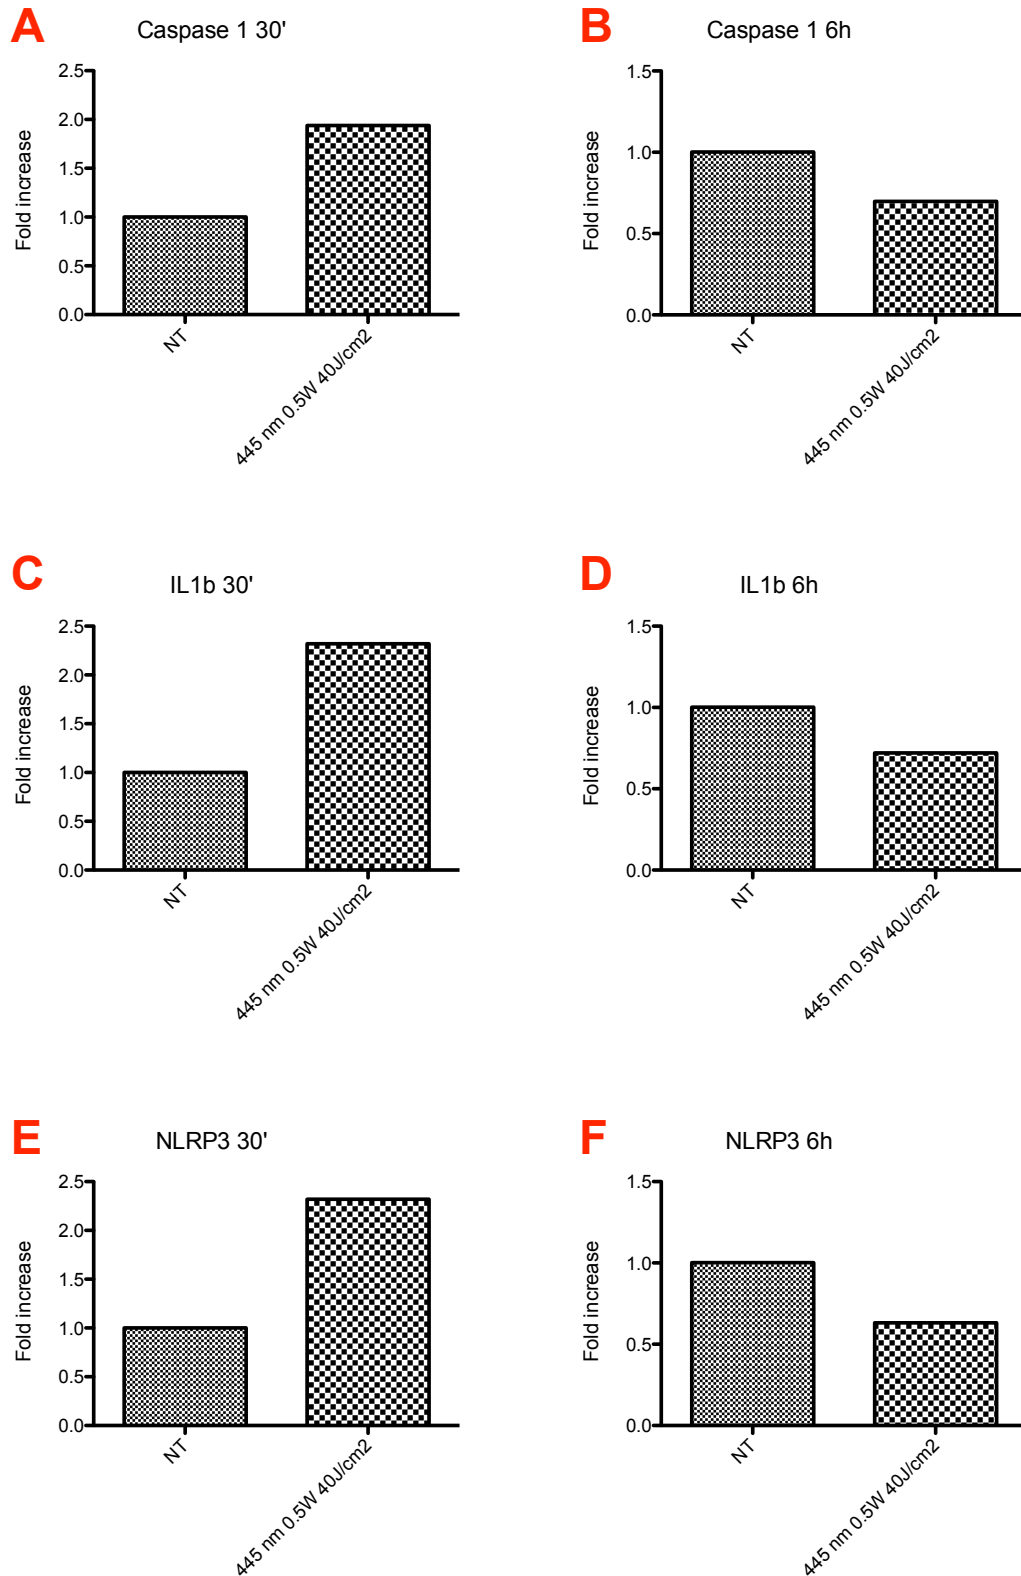 A
Caspase 1 30'
Fold increase
2.5
2.0
1.5
1.0
0.5
0.0
NT
445 nm 0.5W 40J/cm2
B
Caspase 1 6h
Fold increase
1.5
1.0
0.5
0.0
NT
445 nm 0.5W 40J/cm2
C
IL1b 30'
Fold increase
2.5
2.0
1.5
1.0
0.5
0.0
NT
445 nm 0.5W 40J/cm2
D
IL1b 6h
Fold increase
1.5
1.0
0.5
0.0
NT
445 nm 0.5W 40J/cm2
E
NLRP3 30'
Fold increase
2.5
2.0
1.5
1.0
0.5
0.0
NT
445 nm 0.5W 40J/cm2
F
NLRP3 6h
Fold increase
1.5
1.0
0.5
0.0
NT
445 nm 0.5W 40J/cm2